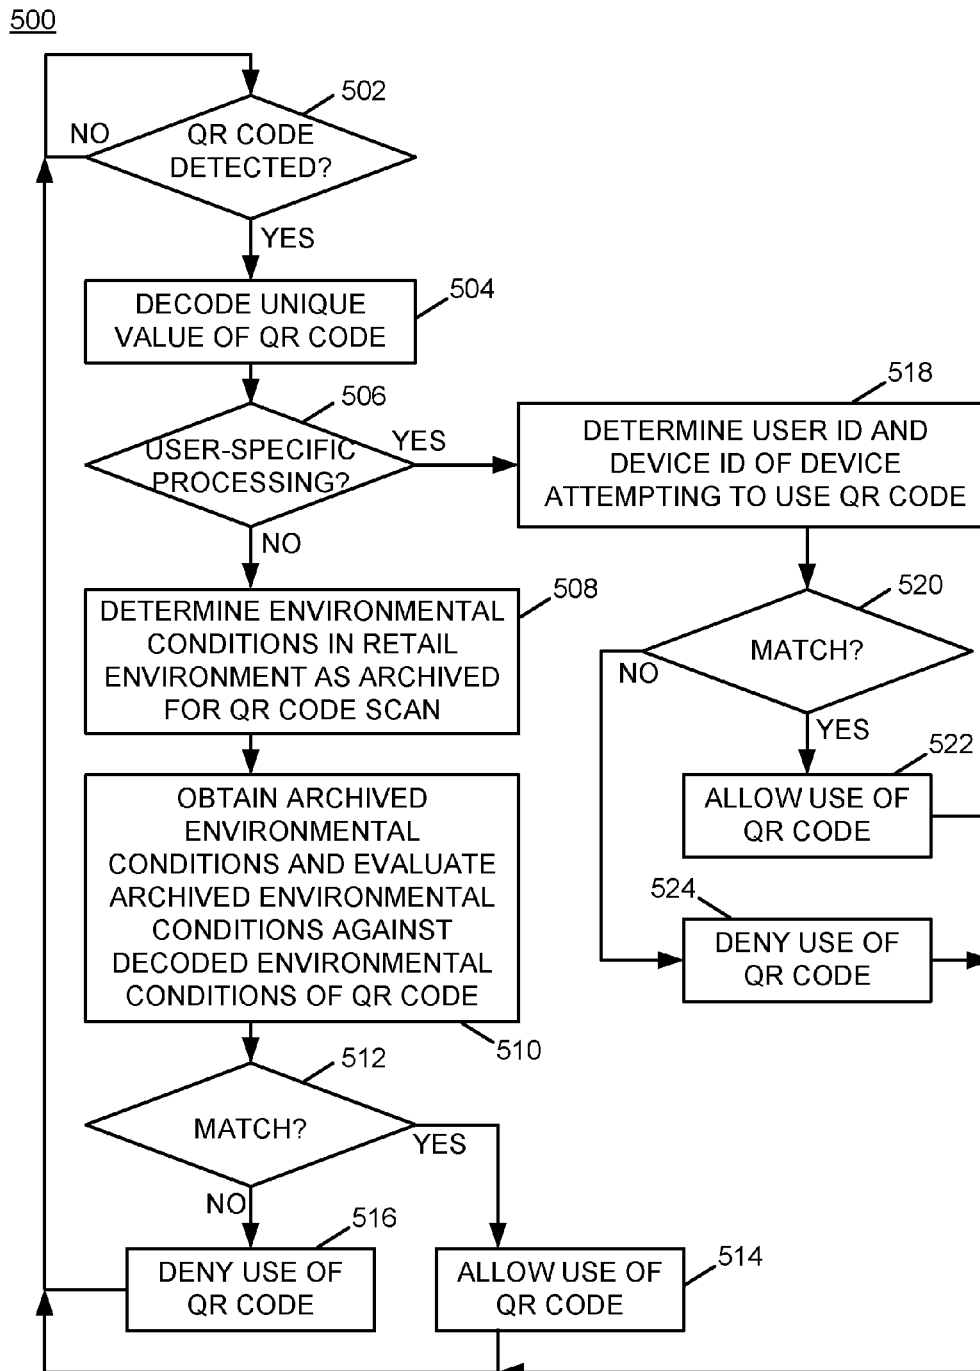 500
502
QR CODE
DETECTED?
NO
YES
504
DECODE UNIQUE
VALUE OF QR CODE
506
USER-SPECIFIC
PROCESSING?
YES
NO
518
DETERMINE USER ID AND
DEVICE ID OF DEVICE
ATTEMPTING TO USE QR CODE
508
DETERMINE ENVIRONMENTAL
CONDITIONS IN RETAIL
ENVIRONMENT AS ARCHIVED
FOR QR CODE SCAN
520
MATCH?
NO
YES
522
ALLOW USE OF
QR CODE
524
DENY USE OF
QR CODE
OBTAIN ARCHIVED
ENVIRONMENTAL
CONDITIONS AND EVALUATE
ARCHIVED ENVIRONMENTAL
CONDITIONS AGAINST
DECODED ENVIRONMENTAL
CONDITIONS OF QR CODE
510
512
MATCH?
YES
NO
516
DENY USE OF
QR CODE
514
ALLOW USE OF
QR CODE